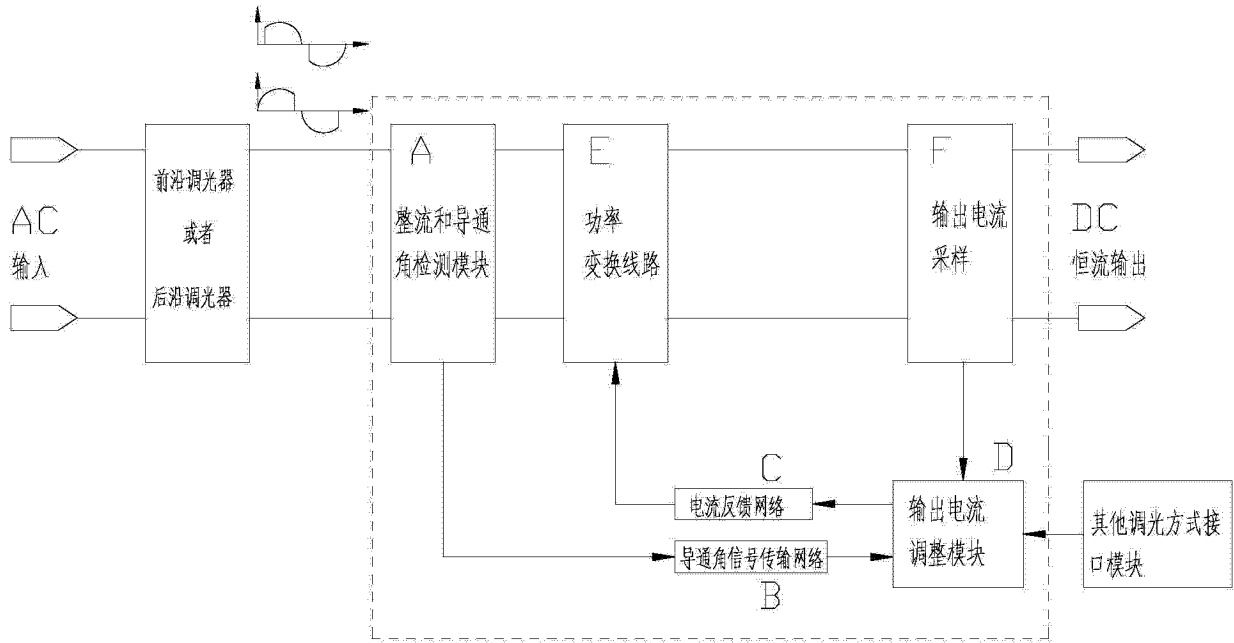 AC
输入
前沿调光器
或者
后沿调光器
A
整流和导通
角检测模块
E
功率
变换线路
F
输出电流
采样
DC
恒流输出
C
电流反馈网络
导通角信号传输网络
B
D
输出电流
调整模块
其他调光方式接
口模块